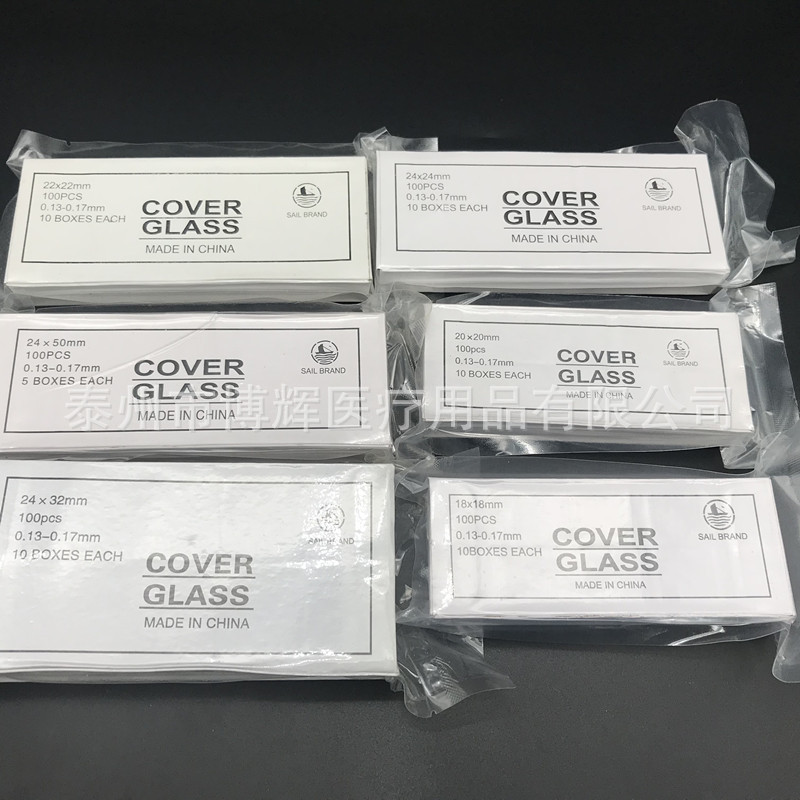 22x22mm
100PCS
0.13-0.17mm
10 BOXES EACH
COVER
GLASS
MADE IN CHINA
SAIL BRAND
24x24mm
100PCS
0.13-0.17mm
10 BOXES EACH
COVER
GLASS
MADE IN CHINA
SAIL BRAND
24×50mm
100PCS
0.13-0.17mm
5 BOXES EACH
COVER
GLASS
MADE IN CHINA
SAIL BRAND
20×20mm
100pcs
0.13-0.17mm
10 BOXES EACH
COVER
GLASS
MADE IN CHINA
SAIL BRAND
泰州市博辉医疗用品有限公司
24×32mm
100pcs
0.13-0.17mm
10 BOXES EACH
COVER
GLASS
MADE IN CHINA
SAIL BRAND
18x18mm
100PCS
0.13-0.17mm
10BOXES EACH
COVER
GLASS
MADE IN CHINA
SAIL BRAND